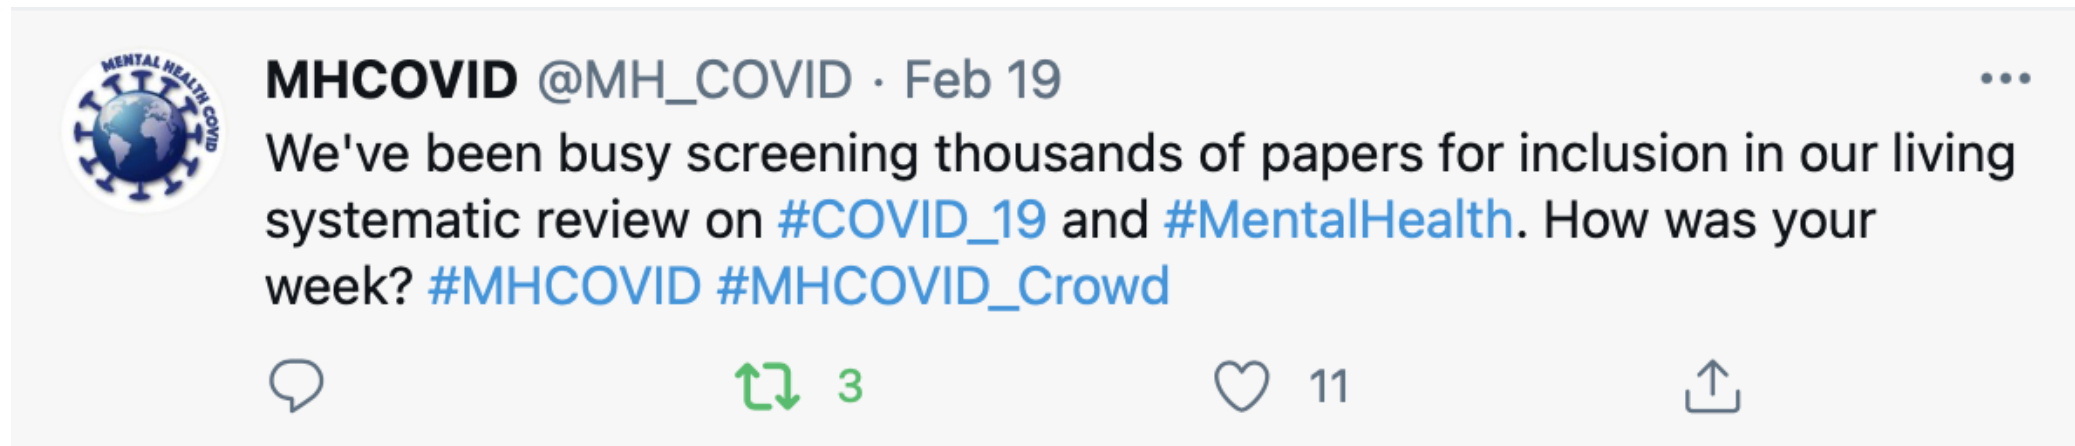 MENTAL HEALTH COVID
MHCOVID @MH_COVID · Feb 19
We've been busy screening thousands of papers for inclusion in our living
systematic review on #COVID_19 and #MentalHealth. How was your
week? #MHCOVID #MHCOVID_Crowd
3 11